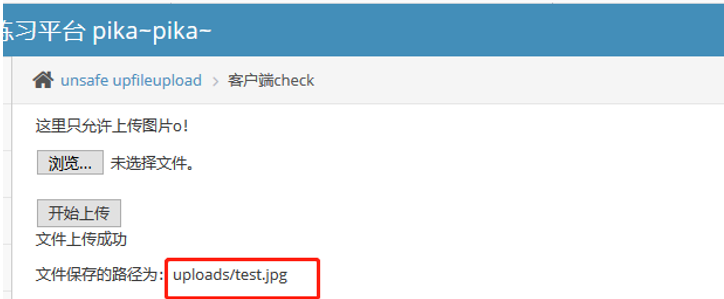 练习平台 pika~pika~
unsafe upfileupload > 客户端check
这里只允许上传图片o!
浏览... 未选择文件。
开始上传
文件上传成功
文件保存的路径为: uploads/test.jpg